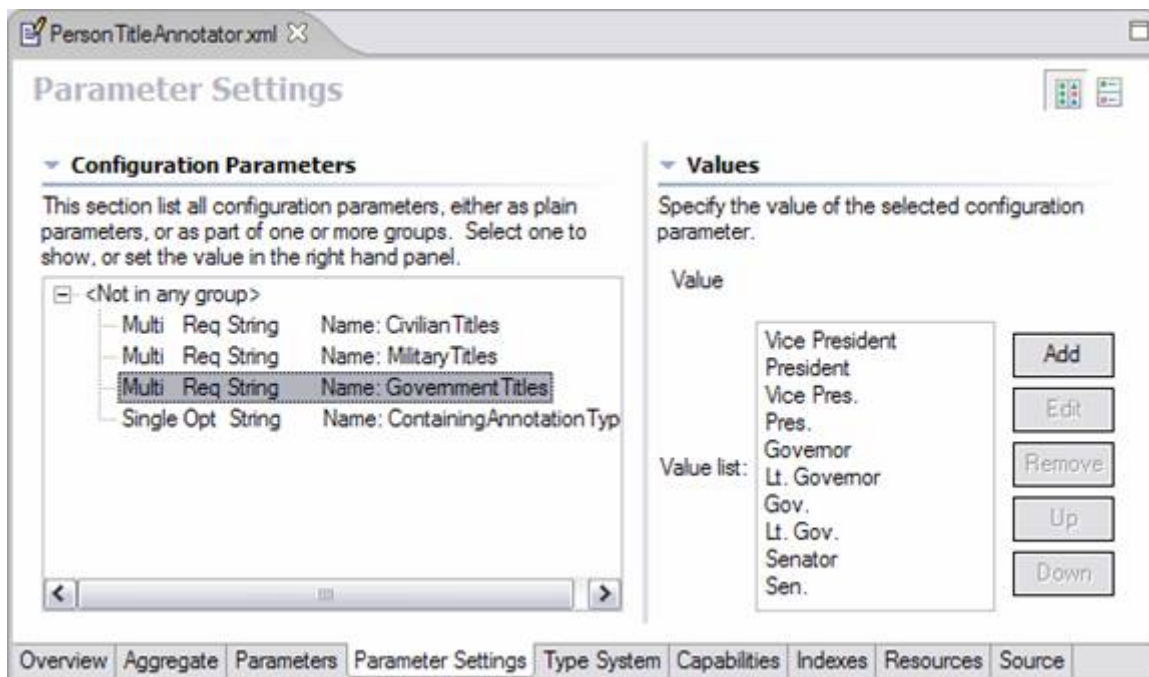 PersonTitleAnnotator.xml
Parameter Settings
Configuration Parameters
This section list all configuration parameters, either as plain
parameters, or as part of one or more groups. Select one to
show, or set the value in the right hand panel.
<Not in any group>
Multi Req String Name: CivilianTitles
Multi Req String Name: MilitaryTitles
Multi Req String Name: GovernmentTitles
Single Opt String Name: ContainingAnnotationTyp
Values
Specify the value of the selected configuration
parameter.
Value
Value list:
Vice President
President
Vice Pres.
Pres.
Governor
Lt. Governor
Gov.
Lt. Gov.
Senator
Sen.
Add
Edit
Remove
Up
Down
Overview Aggregate Parameters Parameter Settings Type System Capabilities Indexes Resources Source